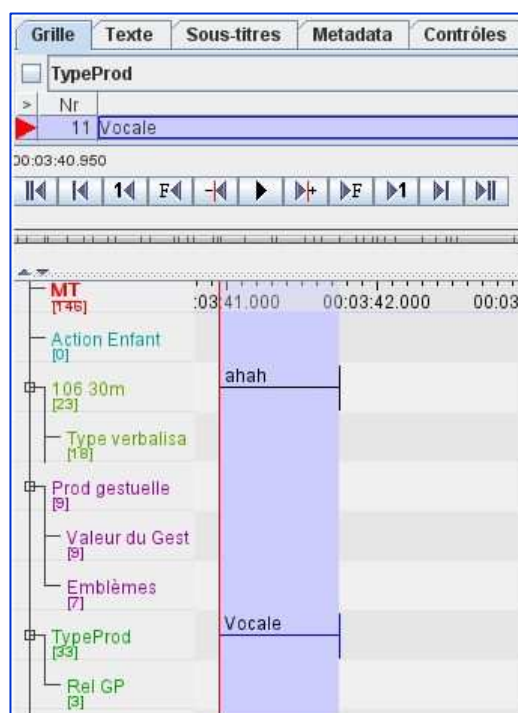 Grille Texte Sous-titres Metadata Contrôles
TypeProd
> Nr
11 Vocale
00:03:40.950
1 F -+ F 1
MT :03:41.000 00:03:42.000 00:03
[146]
Action Enfant
[0]
ahah
106 30m
[23]
Type verbalisa
[18]
Prod gestuelle
[9]
Valeur du Gest
[9]
Emblèmes
[7]
Vocale
TypeProd
[33]
Rel GP
[3]